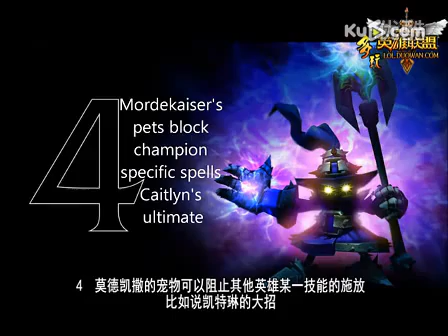 Ku6.com
多玩
英雄联盟
LOL.DUOWAN.COM
4
Mordekaiser's
pets block
champion
specific spells
Caitlyn's
ultimate
4 莫德凯撒的宠物可以阻止其他英雄某一技能的施放
比如说凯特琳的大招